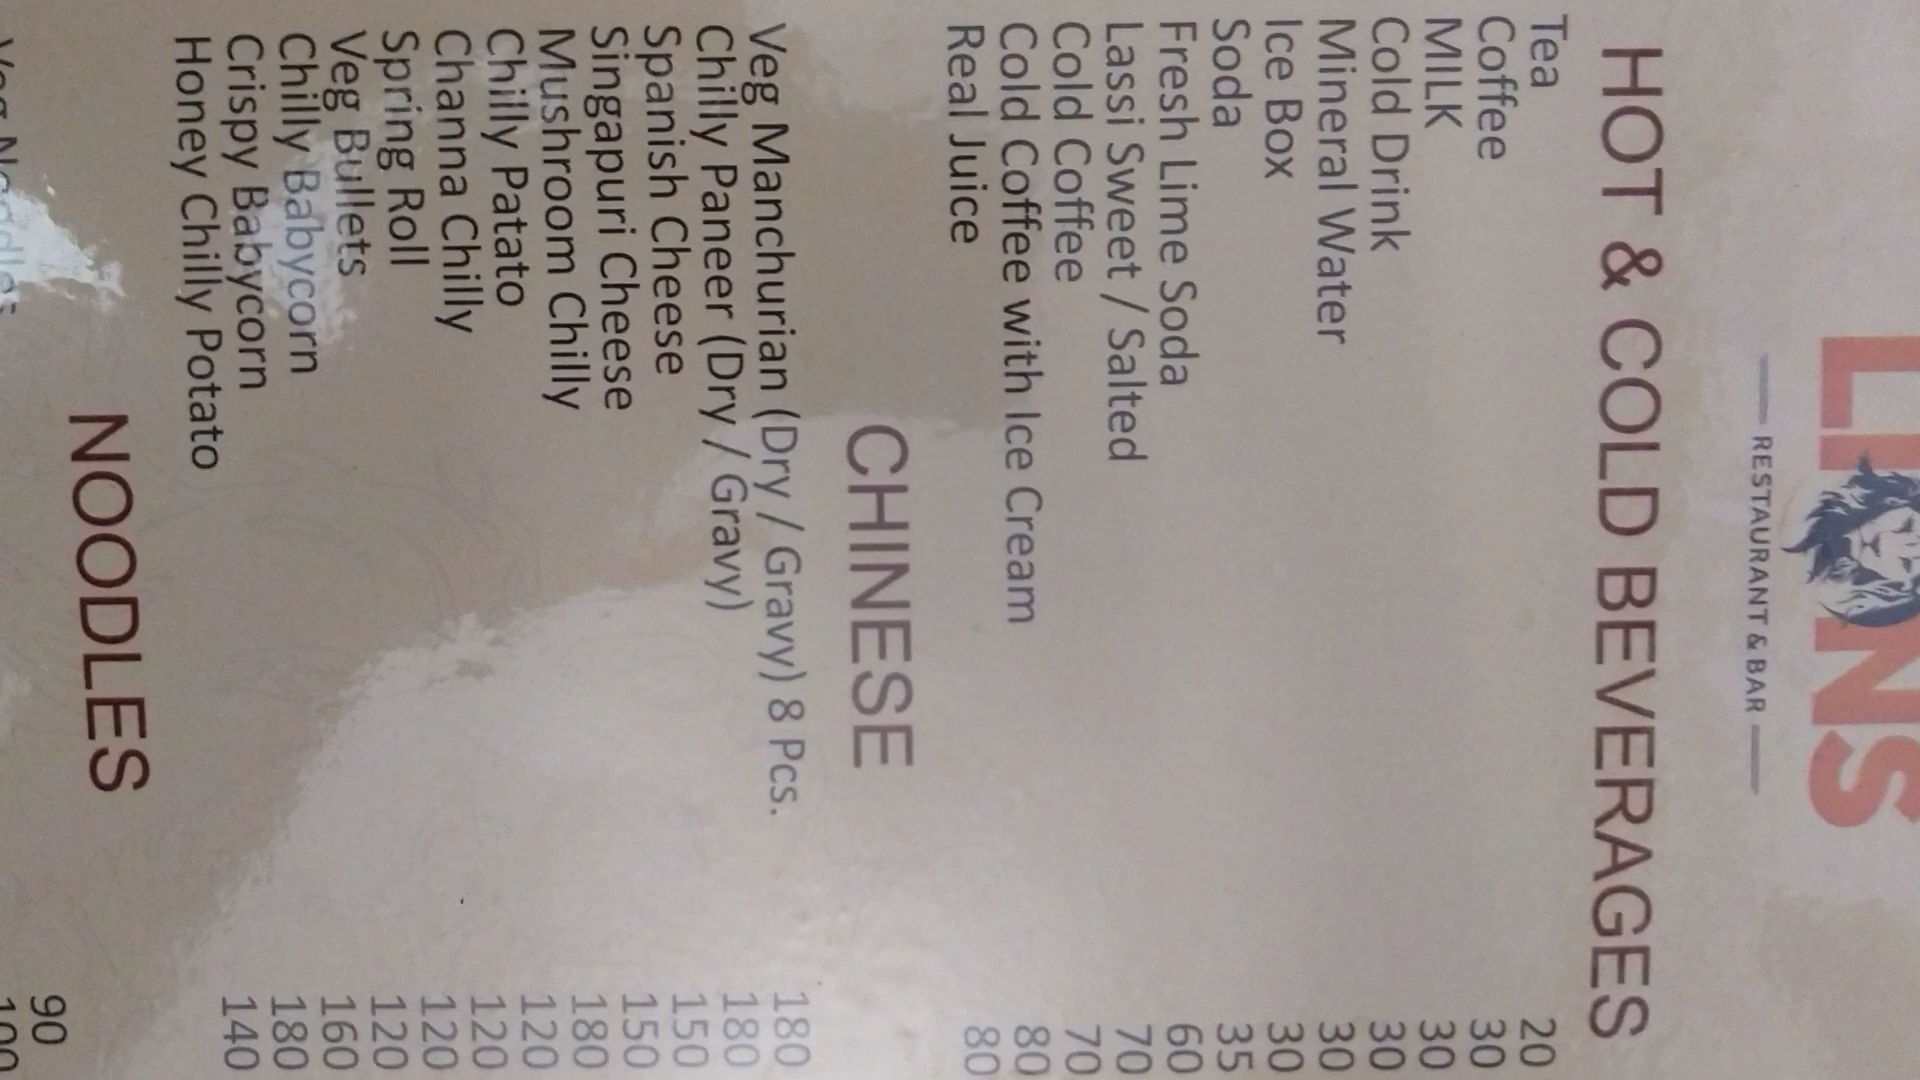 LIONS
RESTAURANT & BAR
HOT & COLD BEVERAGES
Tea 20
Coffee 30
MILK 30
Cold Drink 30
Mineral Water 30
Ice Box 30
Soda 35
Fresh Lime Soda 60
Lassi Sweet / Salted 70
Cold Coffee 70
Cold Coffee with Ice Cream 80
Real Juice 80
CHINESE
Veg Manchurian (Dry / Gravy) 8 Pcs. 180
Chilly Paneer (Dry / Gravy) 180
Spanish Cheese 150
Singapuri Cheese 150
Mushroom Chilly 180
Chilly Patato 120
Channa Chilly 120
Spring Roll 120
Veg Bullets 120
Chilly Babycorn 160
Crispy Babycorn 180
Honey Chilly Potato 140
NOODLES
Veg Noodles 90
100